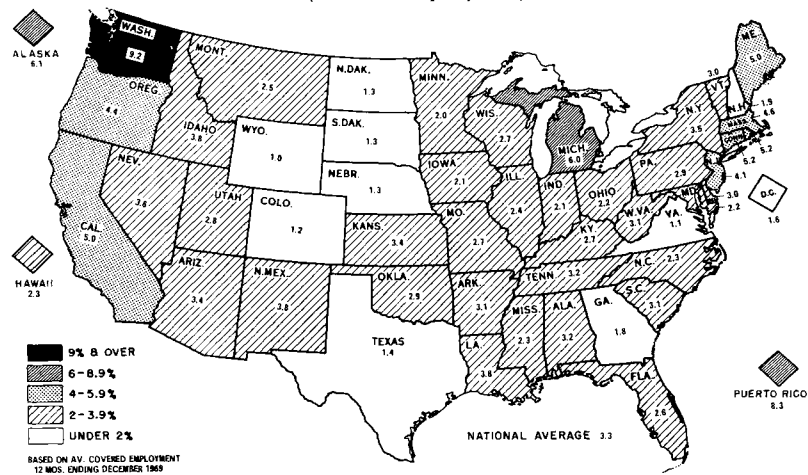 ALASKA
6.1
WASH.
9.2
OREG.
4.4
CAL.
5.0
NEV.
3.6
IDAHO
3.8
MONT.
2.5
WYO.
1.0
UTAH
2.8
COLO.
1.2
ARIZ.
3.4
N.MEX.
3.8
N.DAK.
1.3
S.DAK.
1.3
NEBR.
1.3
KANS.
3.4
OKLA.
2.9
TEXAS
1.4
MINN.
2.0
IOWA
2.1
MO.
2.7
ARK.
3.1
LA.
3.8
WIS.
2.7
ILL.
2.4
MICH.
6.0
IND.
2.1
OHIO
2.2
KY.
2.7
TENN.
3.2
MISS.
2.3
ALA.
3.2
GA.
1.8
FLA.
2.6
S.C.
3.1
N.C.
2.3
VA.
1.1
W.VA.
3.1
PA.
2.9
N.Y.
3.5
3.0
VT.
N.H.
1.9
ME.
5.0
MASS.
4.6
CONN.
5.2
5.2
N.J.
4.1
MD.
3.0
2.2
D.C.
1.6
HAWAII
2.3
PUERTO RICO
8.3
9% & OVER
6-8.9%
4-5.9%
2-3.9%
UNDER 2%
NATIONAL AVERAGE 3.3
BASED ON AV. COVERED EMPLOYMENT
12 MOS. ENDING DECEMBER 1969